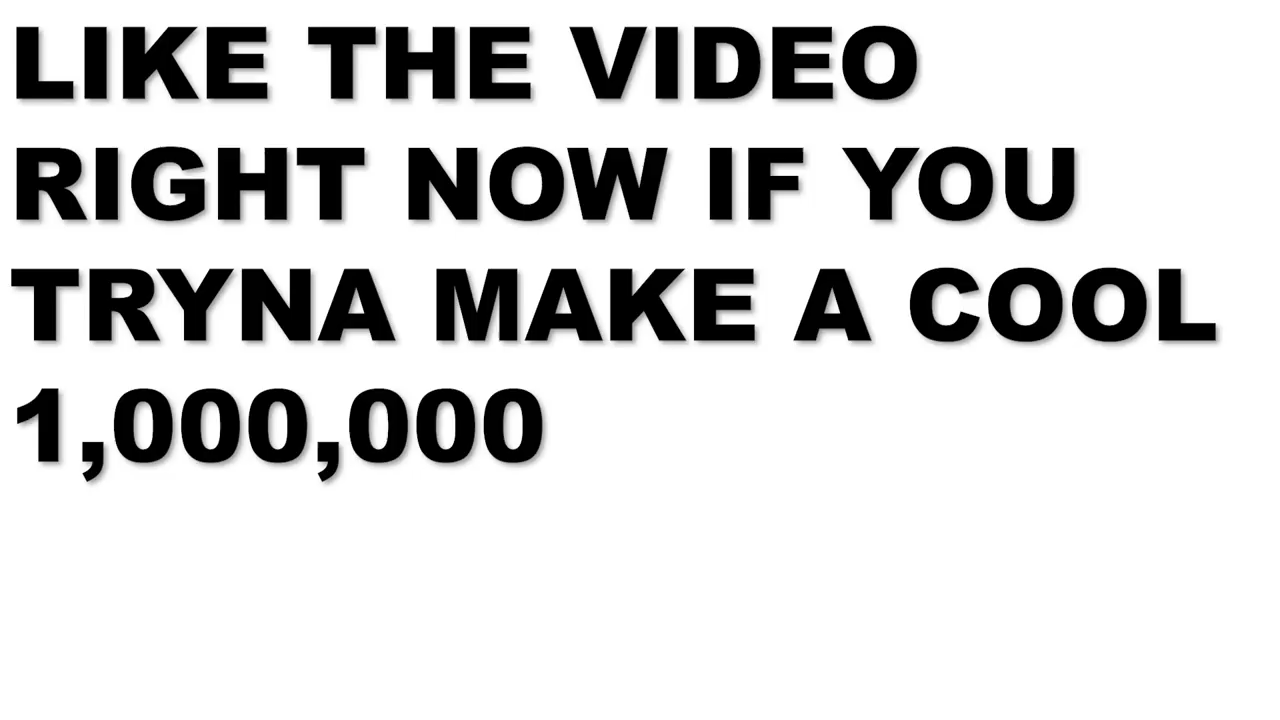 LIKE THE VIDEO
RIGHT NOW IF YOU
TRYNA MAKE A COOL
1,000,000